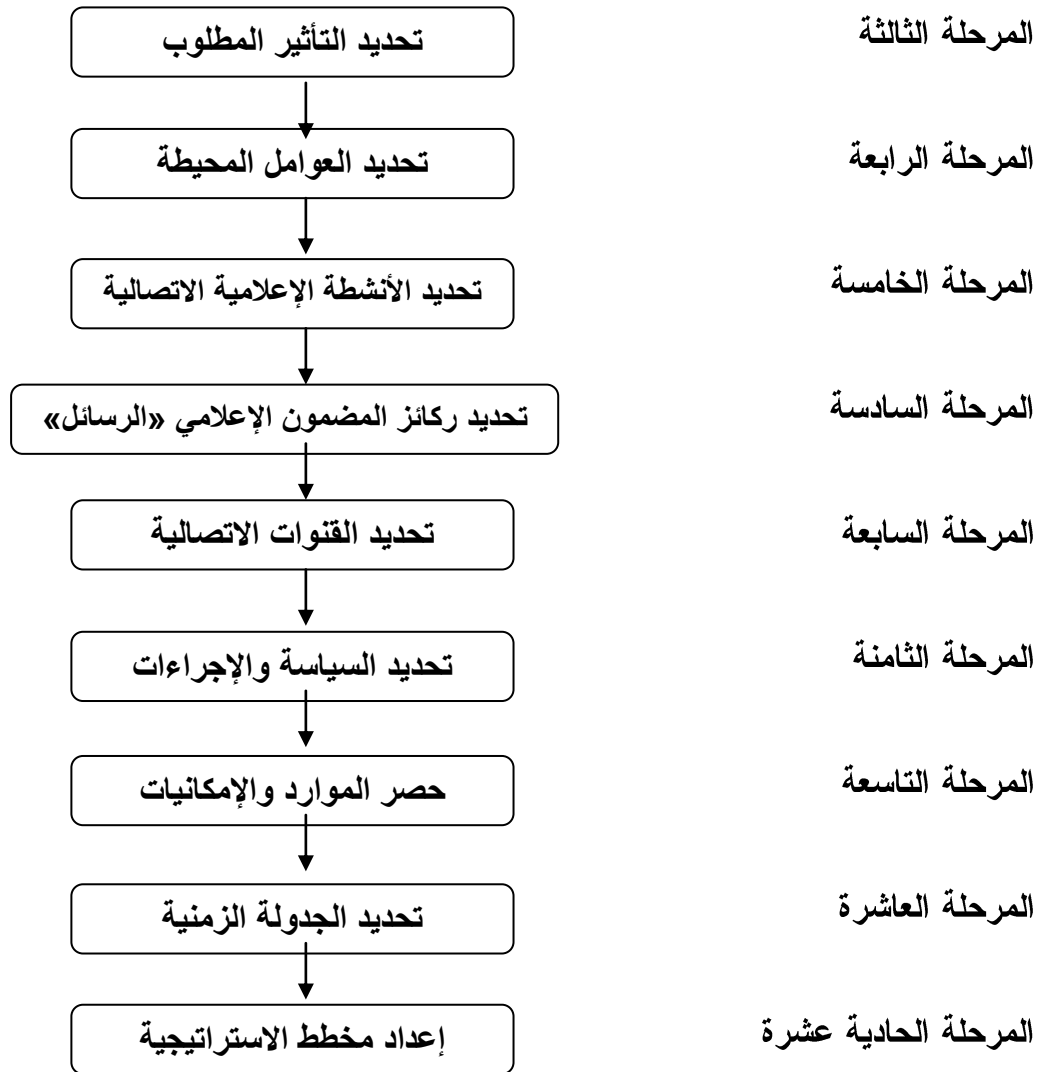 المرحلة الثالثة
تحديد التأثير المطلوب
المرحلة الرابعة
تحديد العوامل المحيطة
المرحلة الخامسة
تحديد الأنشطة الإعلامية الاتصالية
المرحلة السادسة
تحديد ركائز المضمون الإعلامي «الرسائل»
المرحلة السابعة
تحديد القنوات الاتصالية
المرحلة الثامنة
تحديد السياسة والإجراءات
المرحلة التاسعة
حصر الموارد والإمكانيات
المرحلة العاشرة
تحديد الجدولة الزمنية
المرحلة الحادية عشرة
إعداد مخطط الاستراتيجية